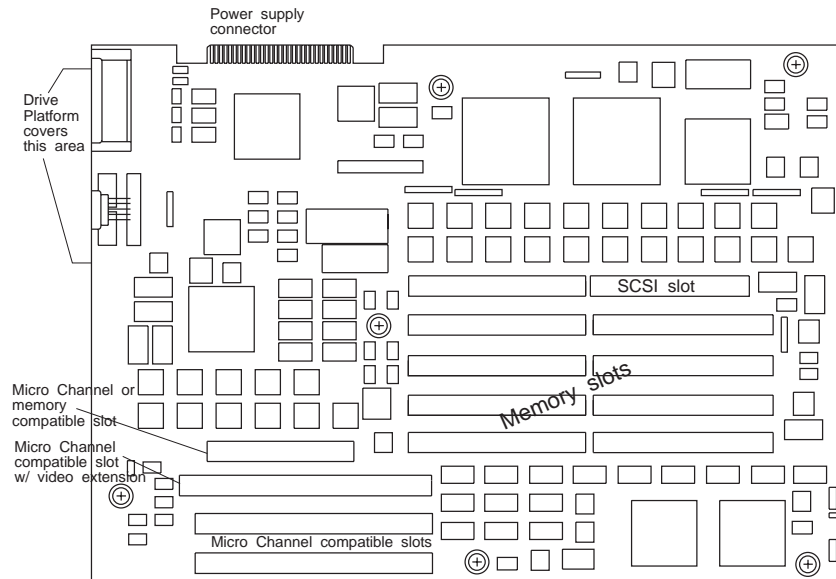 Power supply
connector
Drive
Platform
covers
this area
SCSI slot
Memory slots
Micro Channel or
memory
compatible slot
Micro Channel
compatible slot
w/ video extension
Micro Channel compatible slots